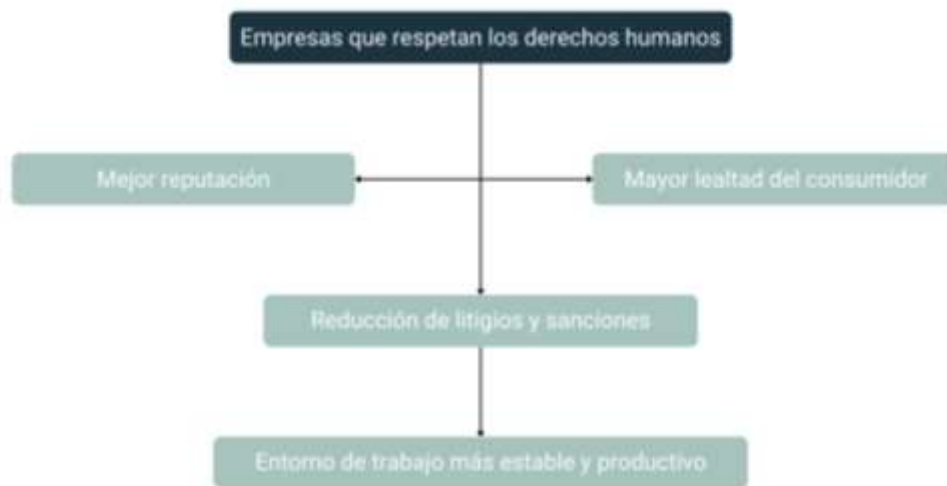 Empresas que respetan los derechos humanos
Mejor reputación
Mayor lealtad del consumidor
Reducción de litigios y sanciones
Entorno de trabajo más estable y productivo